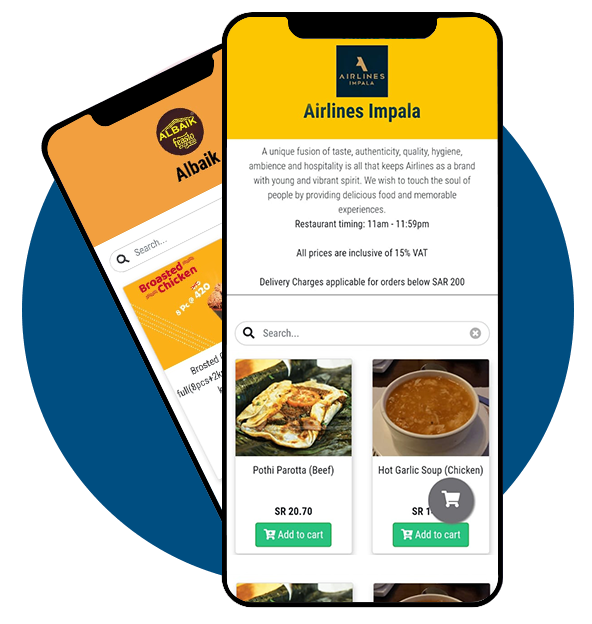 AIRLINES
IMPALA
Airlines Impala
A unique fusion of taste, authenticity, quality, hygiene,
ambience and hospitality is all that keeps Airlines as a brand
with young and vibrant spirit. We wish to touch the soul of
people by providing delicious food and memorable
experiences.
Restaurant timing: 11am - 11:59pm
All prices are inclusive of 15% VAT
Delivery Charges applicable for orders below SAR 200
Search...
Pothi Parotta (Beef)
Hot Garlic Soup (Chicken)
SR 20.70
SR 1
Add to cart
Add to cart
ALBAIK
Albaik
Search...
Broasted
Chicken
8 Pc @ 420
Brosted
full(8pcs+2k